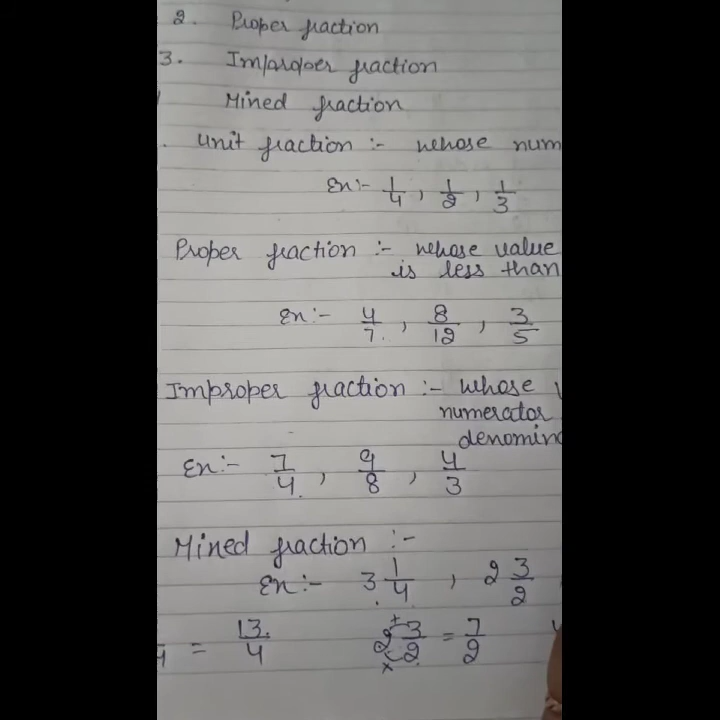 2. Proper fraction
3. Improper fraction
Mixed fraction
Unit fraction :- whose num
Ex:- 1/4 , 1/2 , 1/3
Proper fraction :- whose value
is less than
Ex:- 4/7 , 8/12 , 3/5
Improper fraction :- whose
numerator
denomin
Ex:- 7/4 , 9/8 , 4/3
Mixed fraction :-
Ex:- 3 1/4 , 2 3/2
= 13/4 2 3/2 = 7/2